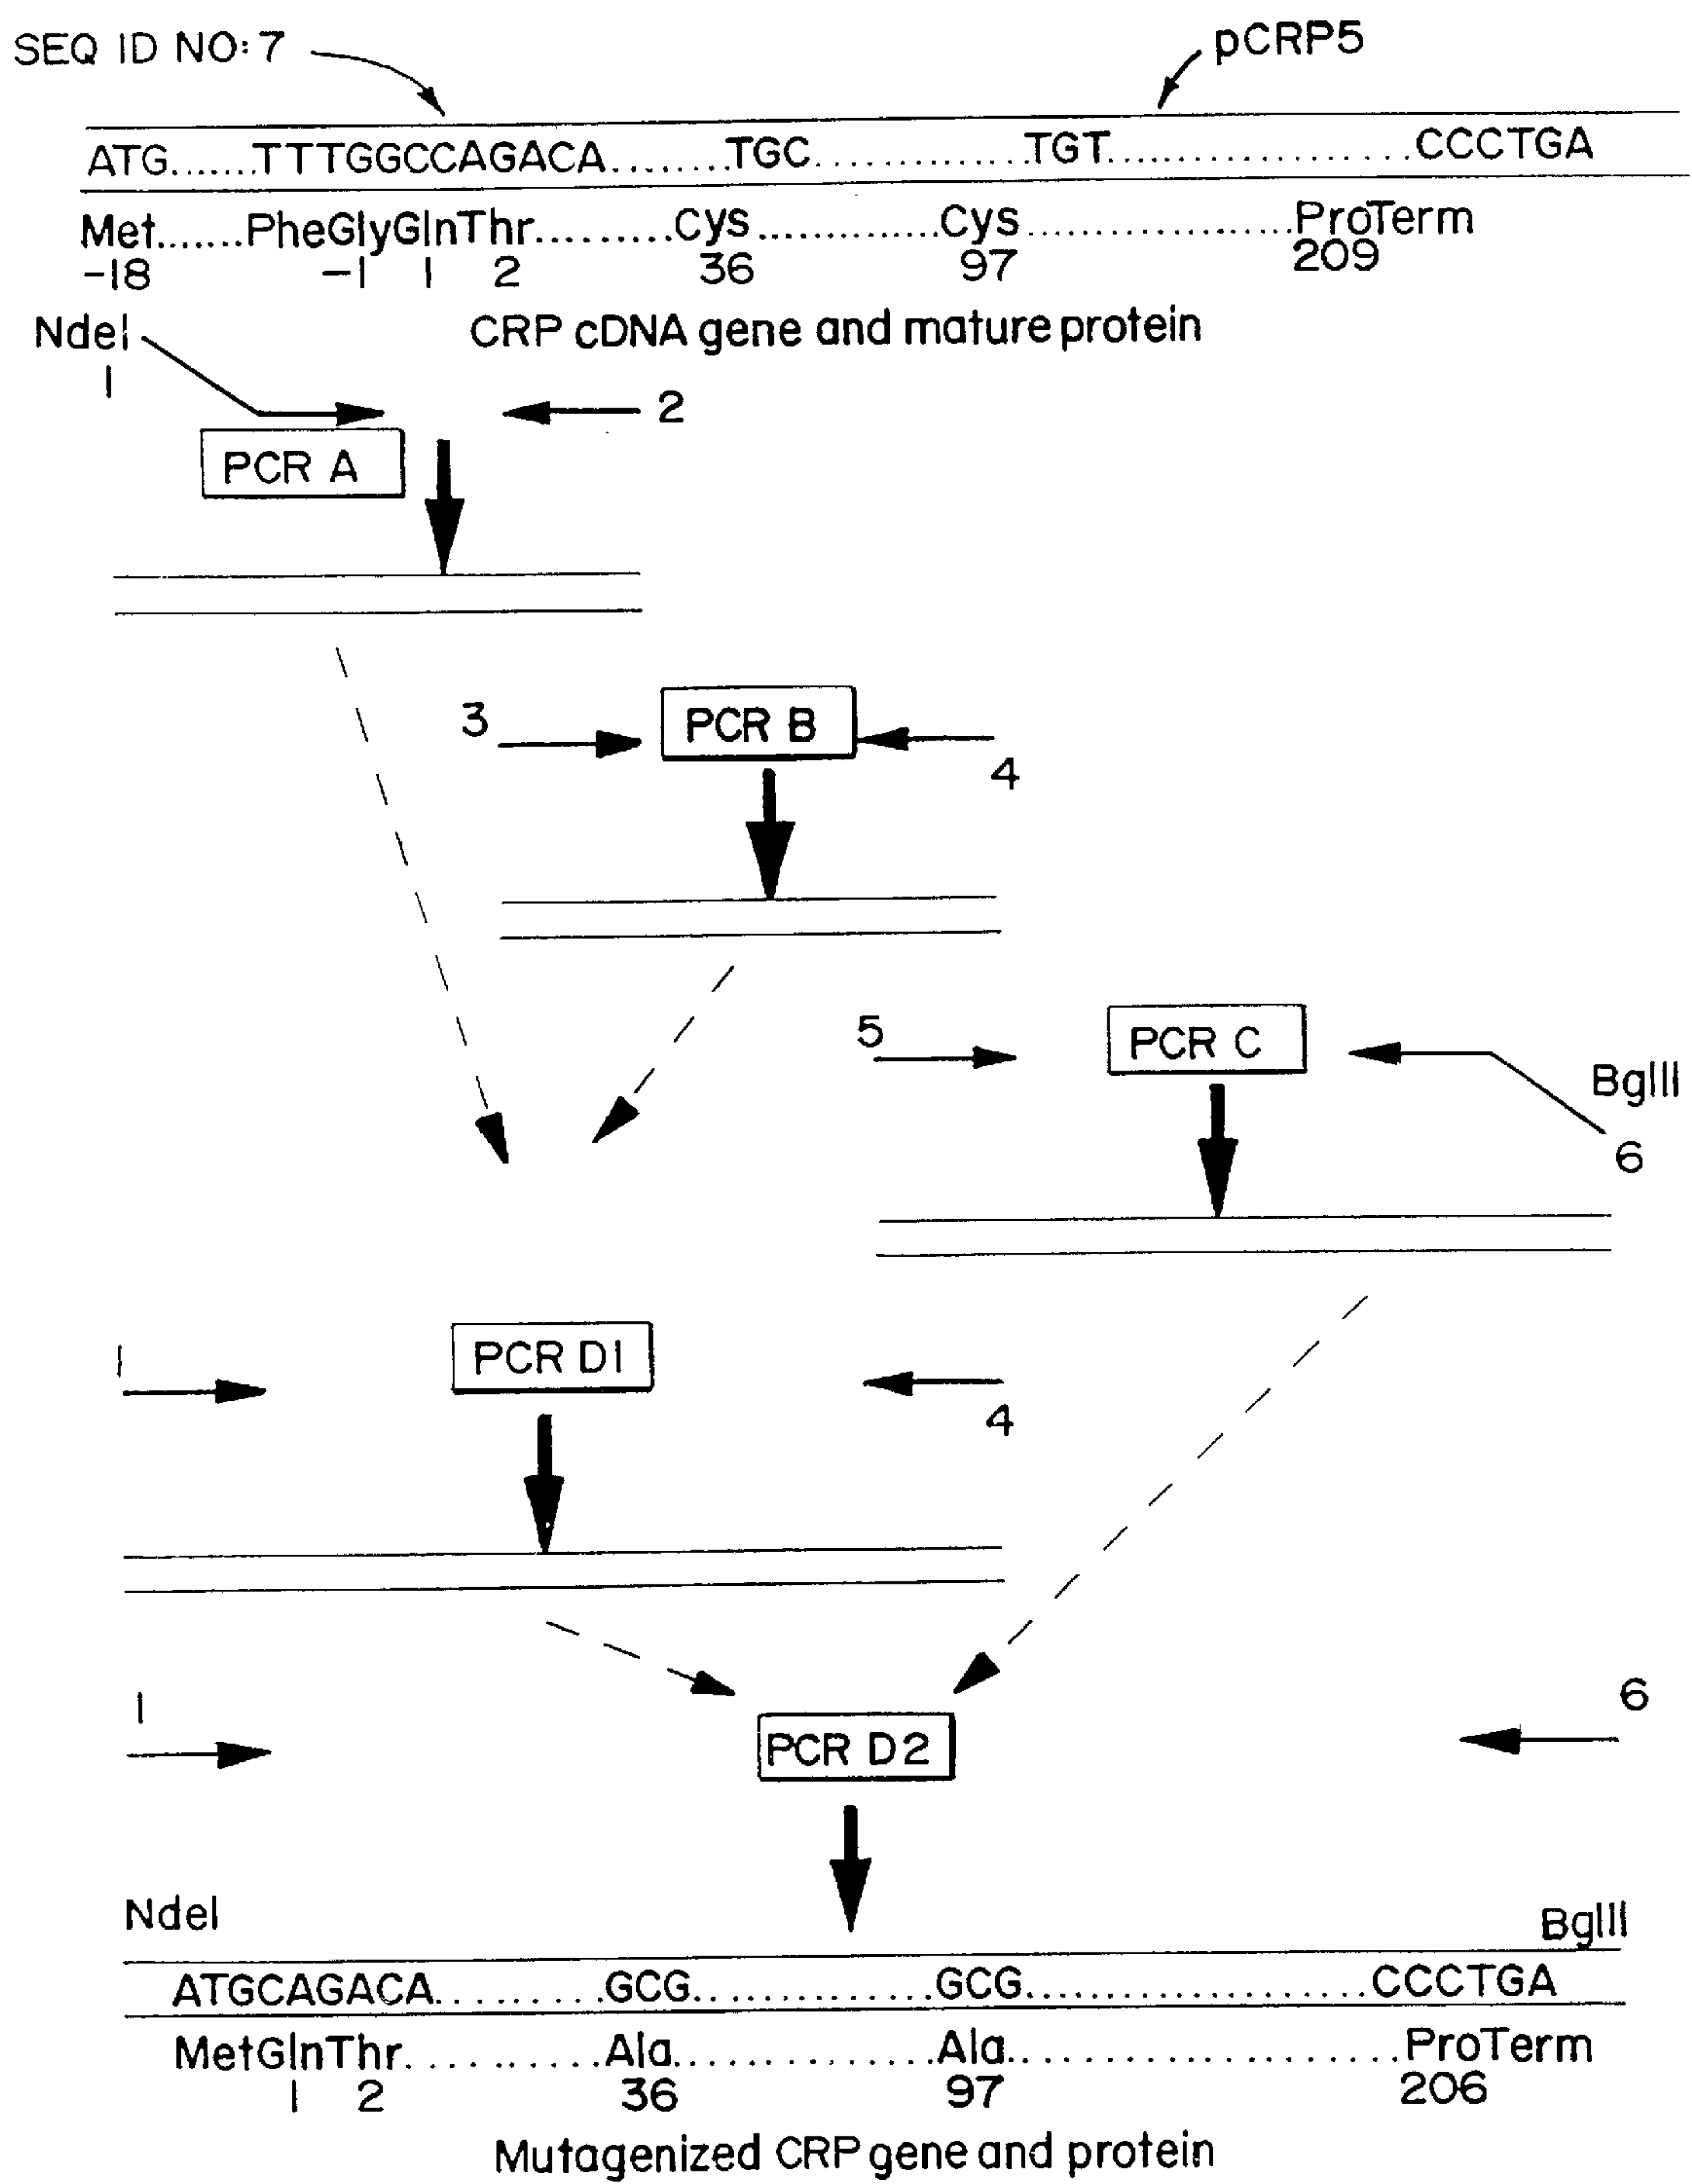 SEQ ID NO: 7
pCRP5
ATG.......TTTGGCCAGACA........TGC..............TGT....................CCCTGA
Met.......PheGlyGlnThr..........Cys..............Cys....................ProTerm
-18 -1 1 2 36 97 209
CRP cDNA gene and mature protein
NdeI
1
2
PCR A
3
PCR B
4
5
PCR C
BglII
6
1
PCR D1
4
1
6
PCR D2
NdeI
BglII
ATGCAGACA..........GCG..............GCG....................CCCTGA
MetGlnThr..........Ala..............Ala....................ProTerm
1 2 36 97 206
Mutagenized CRP gene and protein